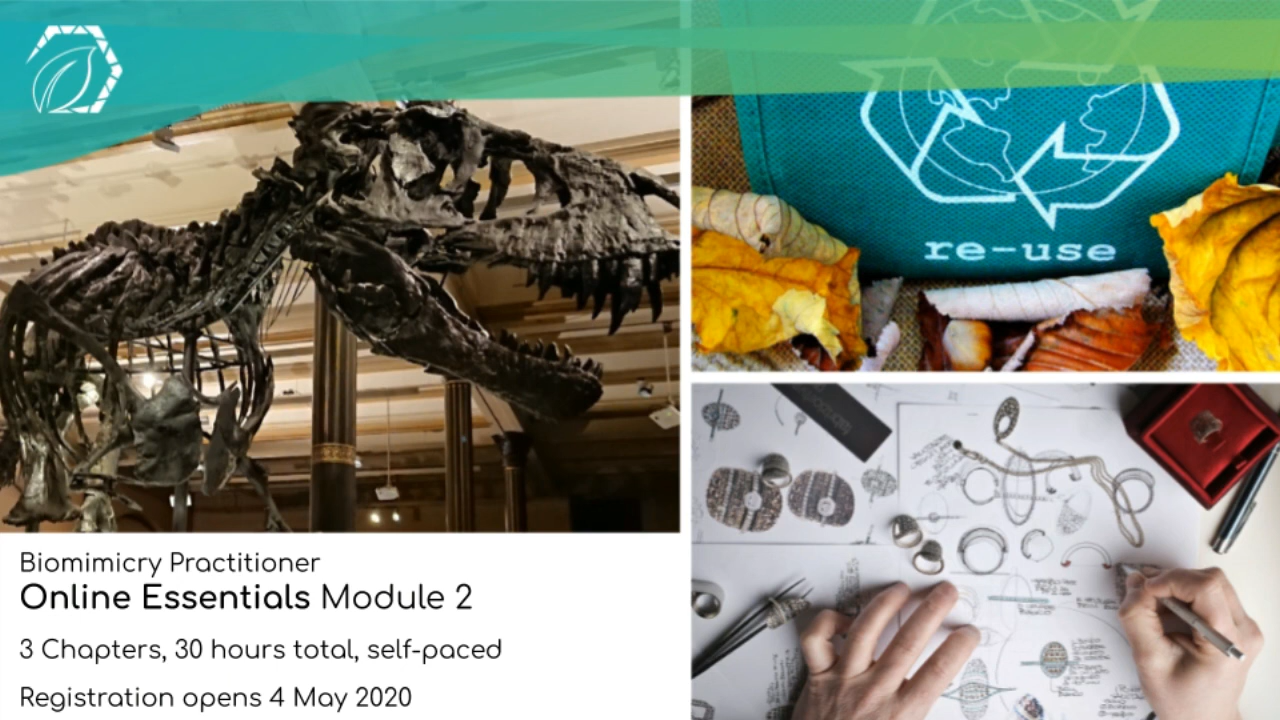 re-use
Biomimicry Practitioner
Online Essentials Module 2
3 Chapters, 30 hours total, self-paced
Registration opens 4 May 2020